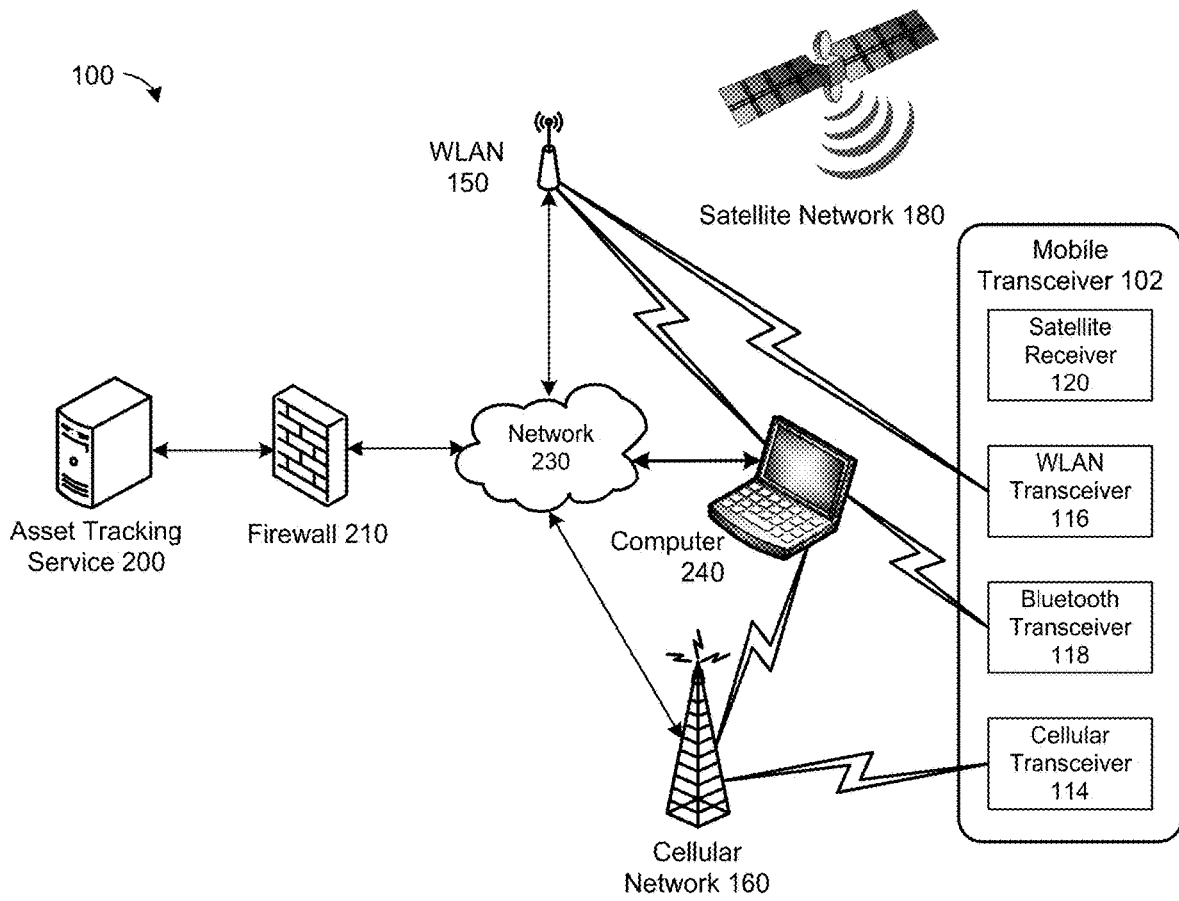 100
WLAN
150
Satellite Network 180
Mobile
Transceiver 102
Satellite
Receiver
120
WLAN
Transceiver
116
Bluetooth
Transceiver
118
Cellular
Transceiver
114
Network
230
Asset Tracking
Service 200
Firewall 210
Computer
240
Cellular
Network 160